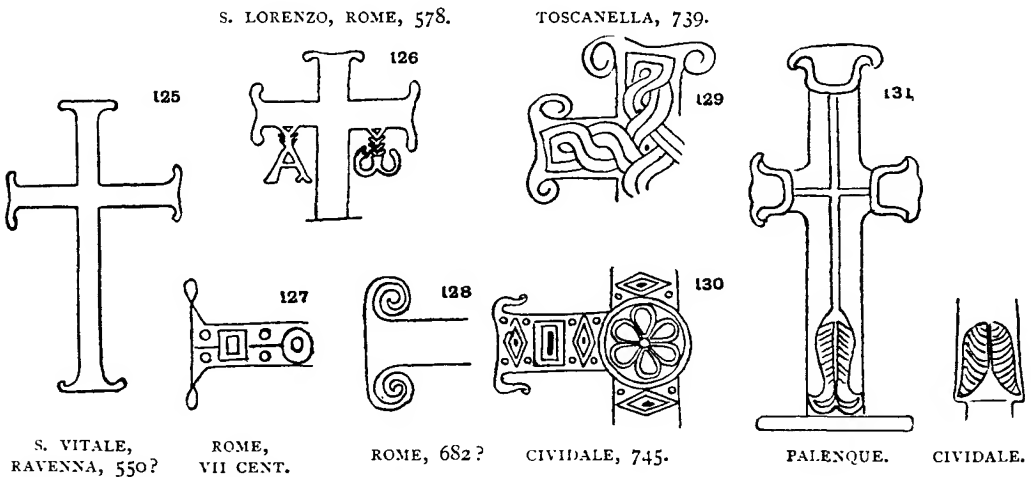 S. LORENZO, ROME, 578.
TOSCANELLA, 739.
125
126
A ω
129
131
127
128
130
S. VITALE,
RAVENNA, 550?
ROME,
VII CENT.
ROME, 682?
CIVIDALE, 745.
PALENQUE.
CIVIDALE.